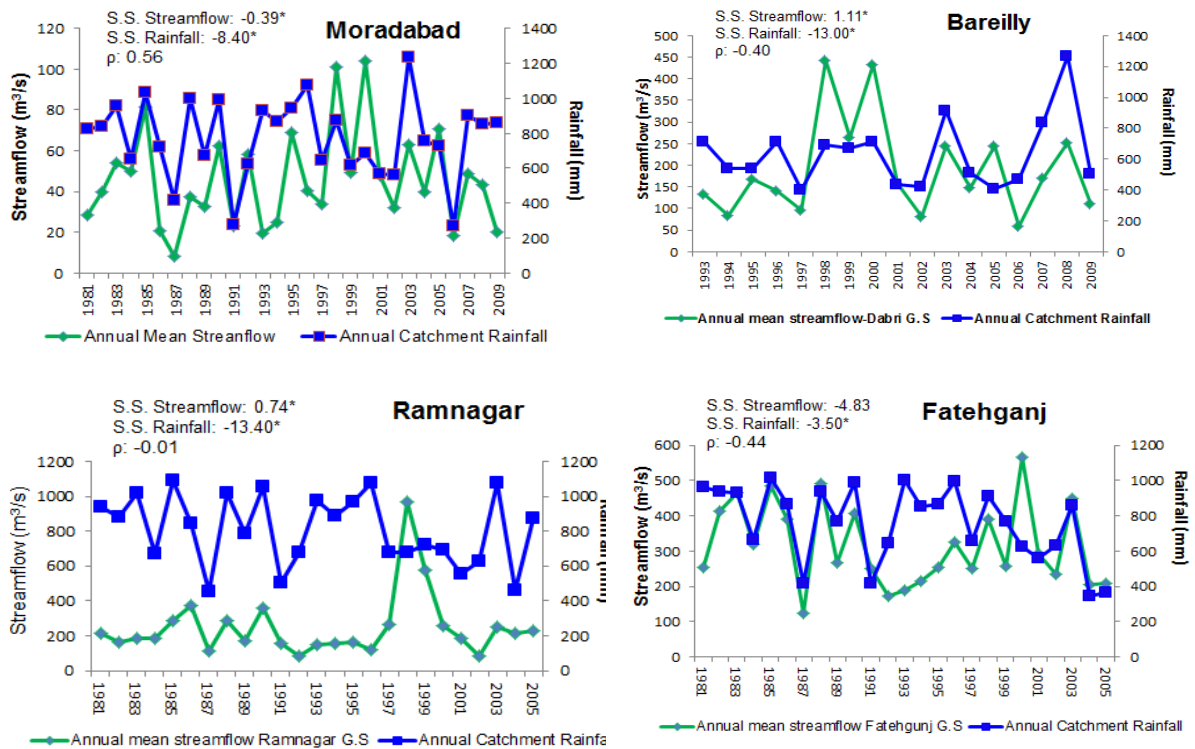 S.S. Streamflow: -0.39*
S.S. Rainfall: -8.40*
ρ: 0.56
Moradabad
Streamflow (m³/s)
120
100
80
60
40
20
0
1400
1200
1000
800
600
400
200
0
Rainfall (mm)
1981 1983 1985 1987 1989 1991 1993 1995 1997 1999 2001 2003 2005 2007 2009
Annual Mean Streanflow Annual Catchment Rainfall
S.S. Streamflow: 1.11*
S.S. Rainfall: -13.00*
ρ: -0.40
Bareilly
Streamflow (m³/s)
500
450
400
350
300
250
200
150
100
50
0
1400
1200
1000
800
600
400
200
0
Rainfall (mm)
1993 1994 1995 1996 1997 1998 1999 2000 2001 2002 2003 2004 2005 2006 2007 2008 2009
Annual mean streamflow-Dabri G.S Annual Catchment Rainfall
S.S. Streamflow: 0.74*
S.S. Rainfall: -13.40*
ρ: -0.01
Ramnagar
Streamflow (m³/s)
1200
1000
800
600
400
200
0
1200
1000
800
600
400
200
0
1981 1983 1985 1987 1989 1991 1993 1995 1997 1999 2001 2003 2005
Annual mean streamflow Ramnagar G.S Annual Catchment Rainfa
S.S. Streamflow: -4.83
S.S. Rainfall: -3.50*
ρ: -0.44
Fatehganj
Streamflow (m³/s)
600
500
400
300
200
100
0
1200
1000
800
600
400
200
0
Rainfall (mm)
1981 1983 1985 1987 1989 1991 1993 1995 1997 1999 2001 2003 2005
Annual mean streamflow Fatehgunj G.S Annual Catchment Rainfall